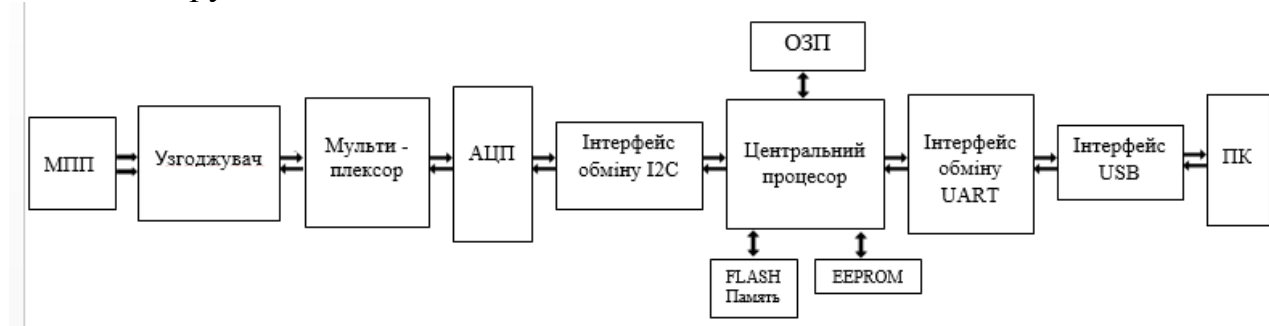 ОЗП
МПП
Узгоджувач
Мульти -
плексор
АЦП
Інтерфейс
обміну I2C
Центральний
процесор
Інтерфейс
обміну
UART
Інтерфейс
USB
ПК
FLASH
Память
EEPROM